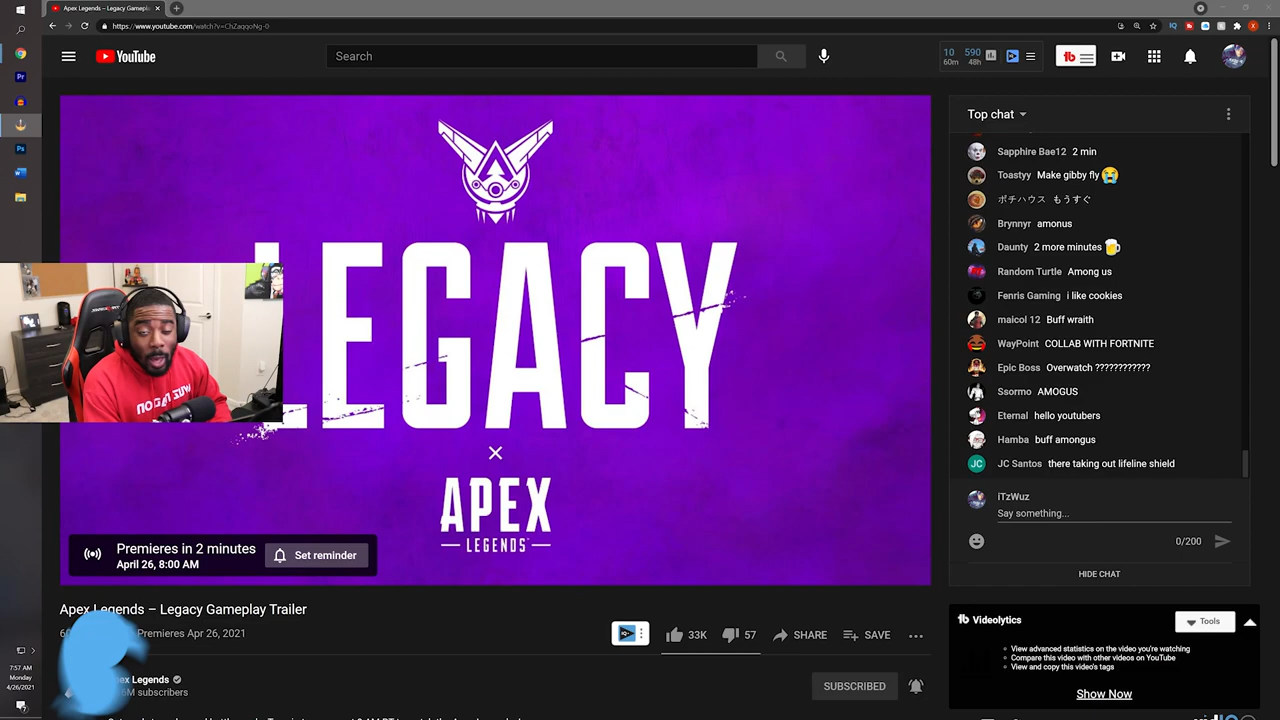 Apex Legends – Legacy Gamepla
https://www.youtube.com/watch?v=ChZaqqoNg-0
YouTube
Search
10
60m
590
48h
LEGACY
×
APEX
LEGENDS
Premieres in 2 minutes
April 26, 8:00 AM
Set reminder
Top chat
Sapphire Bae12 2 min
Toastyy Make gibby fly 😭
ポチハウス もうすぐ
Brynnyr amonus
Daunty 2 more minutes 🍺
Random Turtle Among us
Fenris Gaming i like cookies
maicol 12 Buff wraith
WayPoint COLLAB WITH FORTNITE
Epic Boss Overwatch ????????????
Ssormo AMOGUS
Eternal hello youtubers
Hamba buff amongus
JC JC Santos there taking out lifeline shield
iTzWuz
Say something...
0/200
HIDE CHAT
Apex Legends – Legacy Gameplay Trailer
Premieres Apr 26, 2021
33K
57
SHARE
SAVE
Legends
M subscribers
SUBSCRIBED
Videolytics
Tools
View advanced statistics on the video you're watching
Compare this video with other videos on YouTube
View and copy this video's tags
Show Now
7:57 AM
Monday
4/26/2021